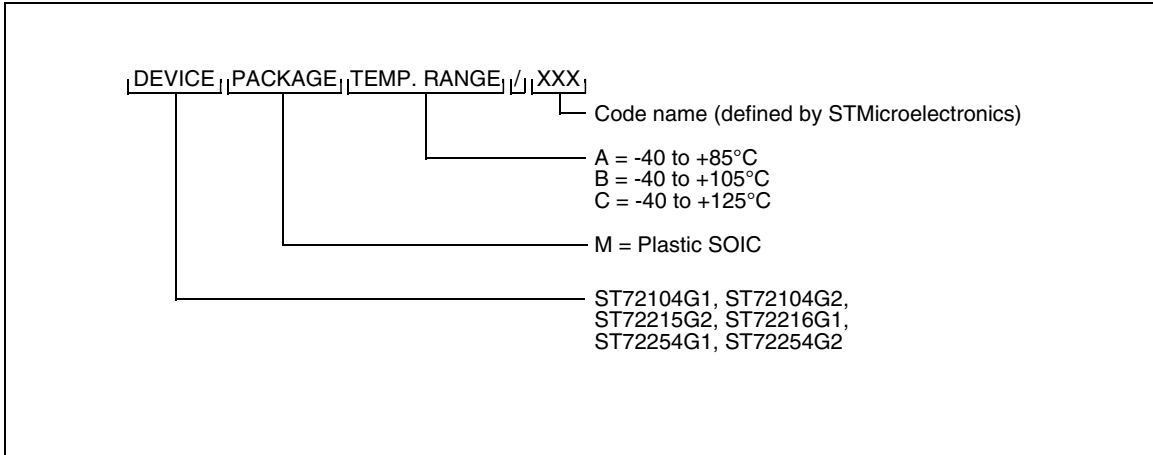 DEVICE PACKAGE TEMP. RANGE / XXX
Code name (defined by STMicroelectronics)
A = -40 to +85°C
B = -40 to +105°C
C = -40 to +125°C
M = Plastic SOIC
ST72104G1, ST72104G2,
ST72215G2, ST72216G1,
ST72254G1, ST72254G2